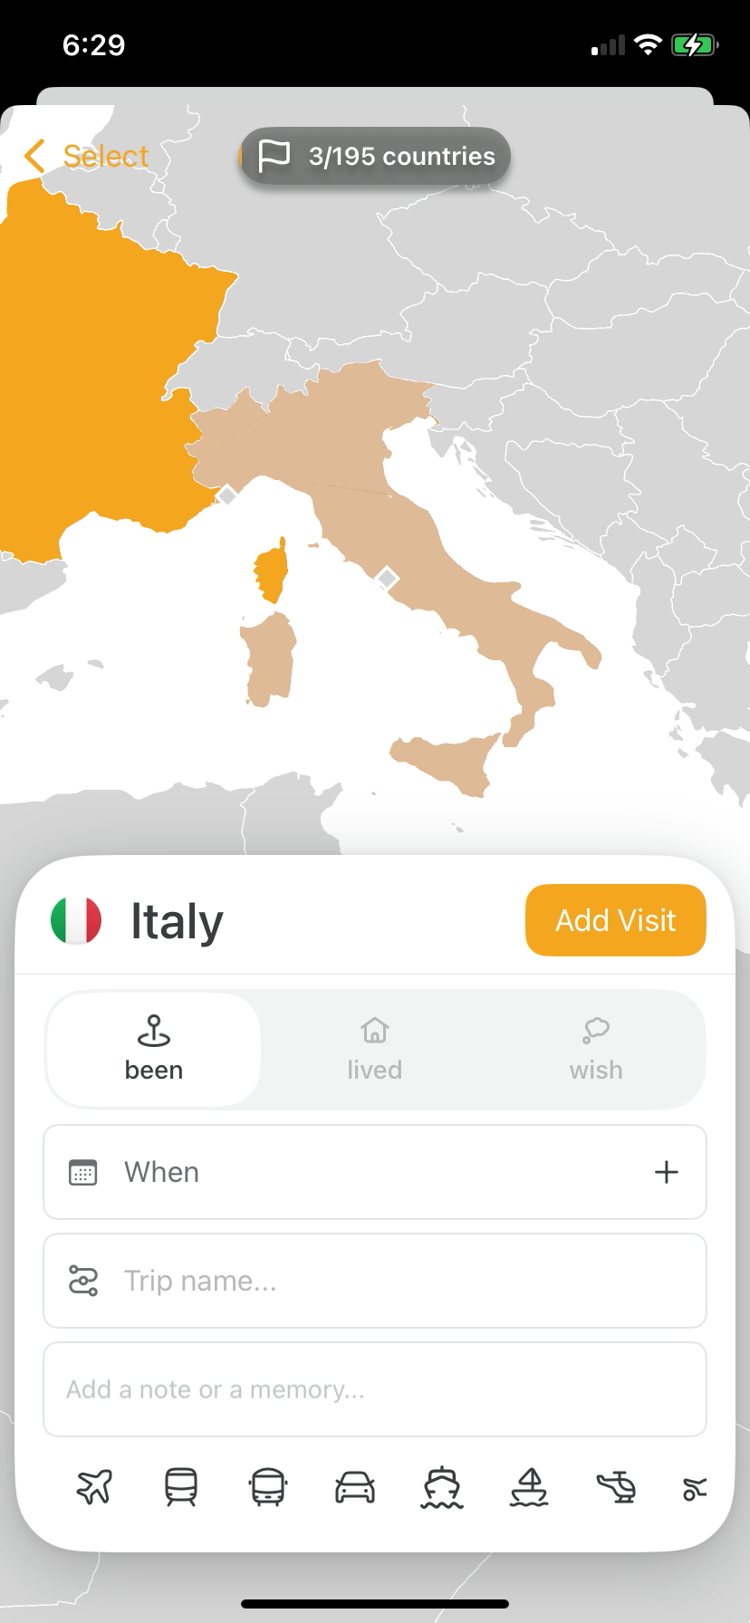 6:29
Select
3/195 countries
Italy
Add Visit
been
lived
wish
When
Trip name...
Add a note or a memory...